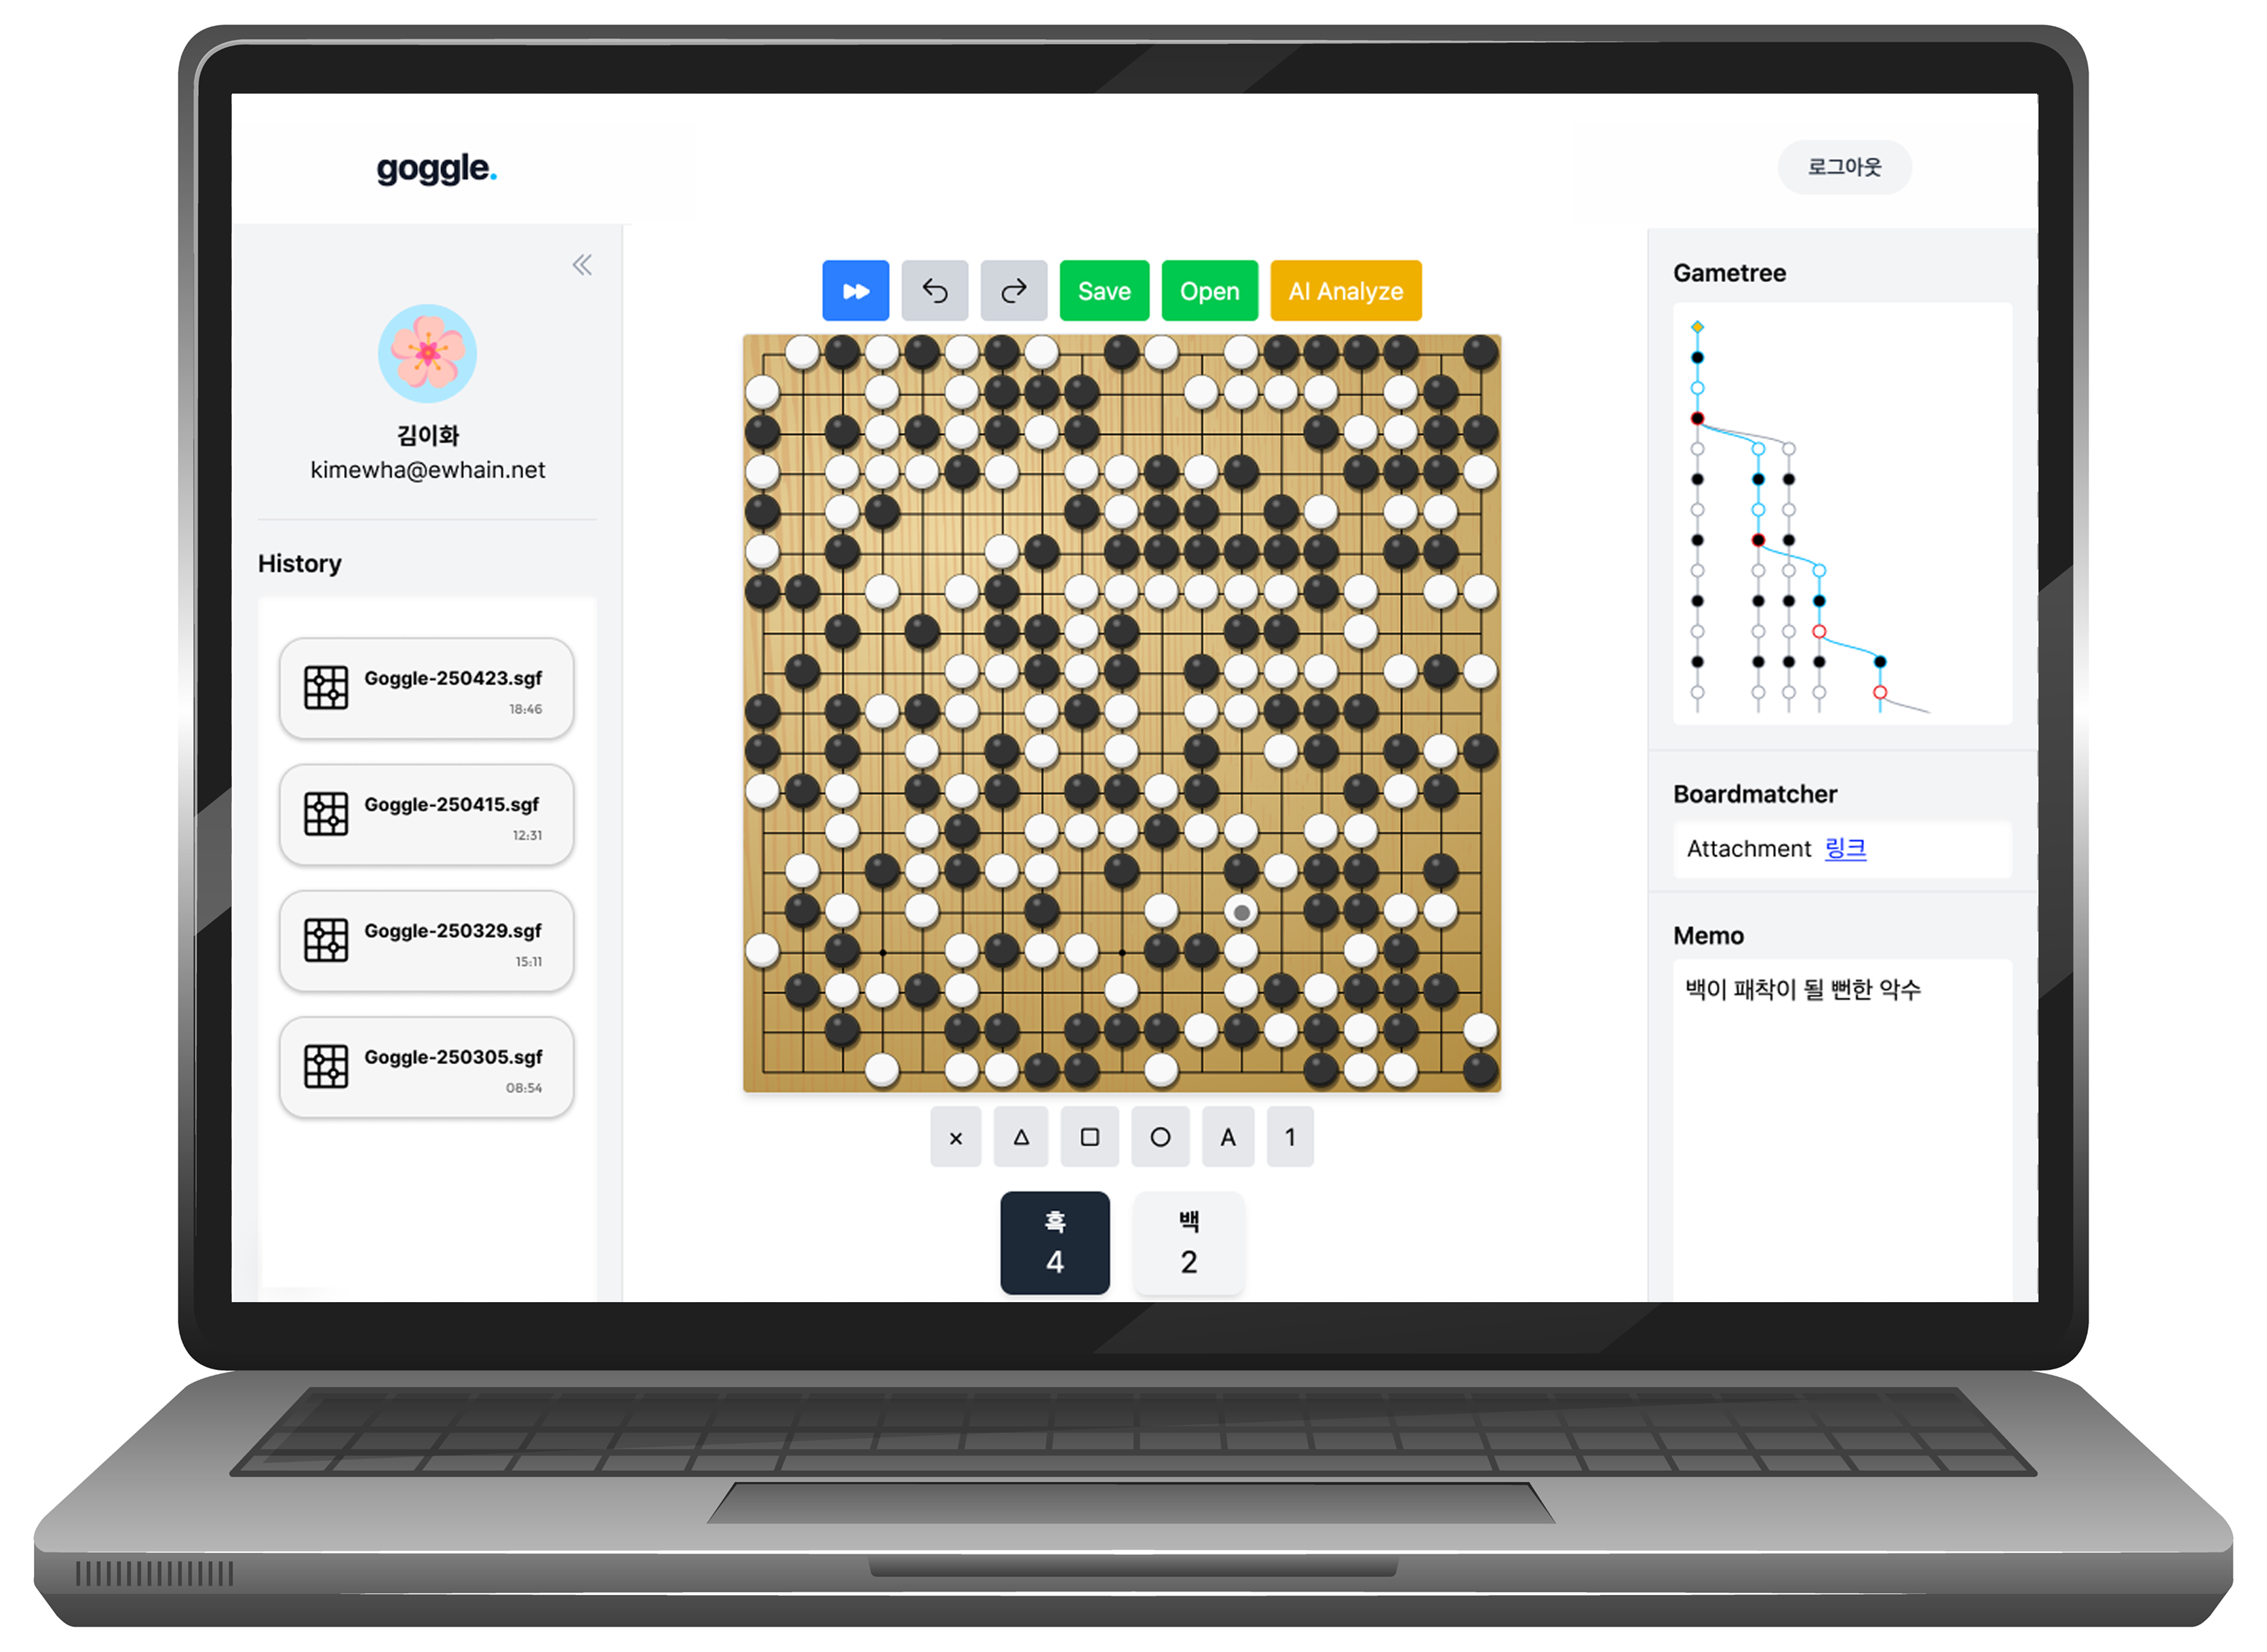 goggle.
로그아웃
김이화
kimewha@ewhain.net
History
Goggle-250423.sgf
18:46
Goggle-250415.sgf
12:31
Goggle-250329.sgf
15:11
Goggle-250305.sgf
08:54
Save Open AI Analyze
A 1
흑 백
4 2
Gametree
Boardmatcher
Attachment 링크
Memo
백이 패착이 될 뻔한 악수